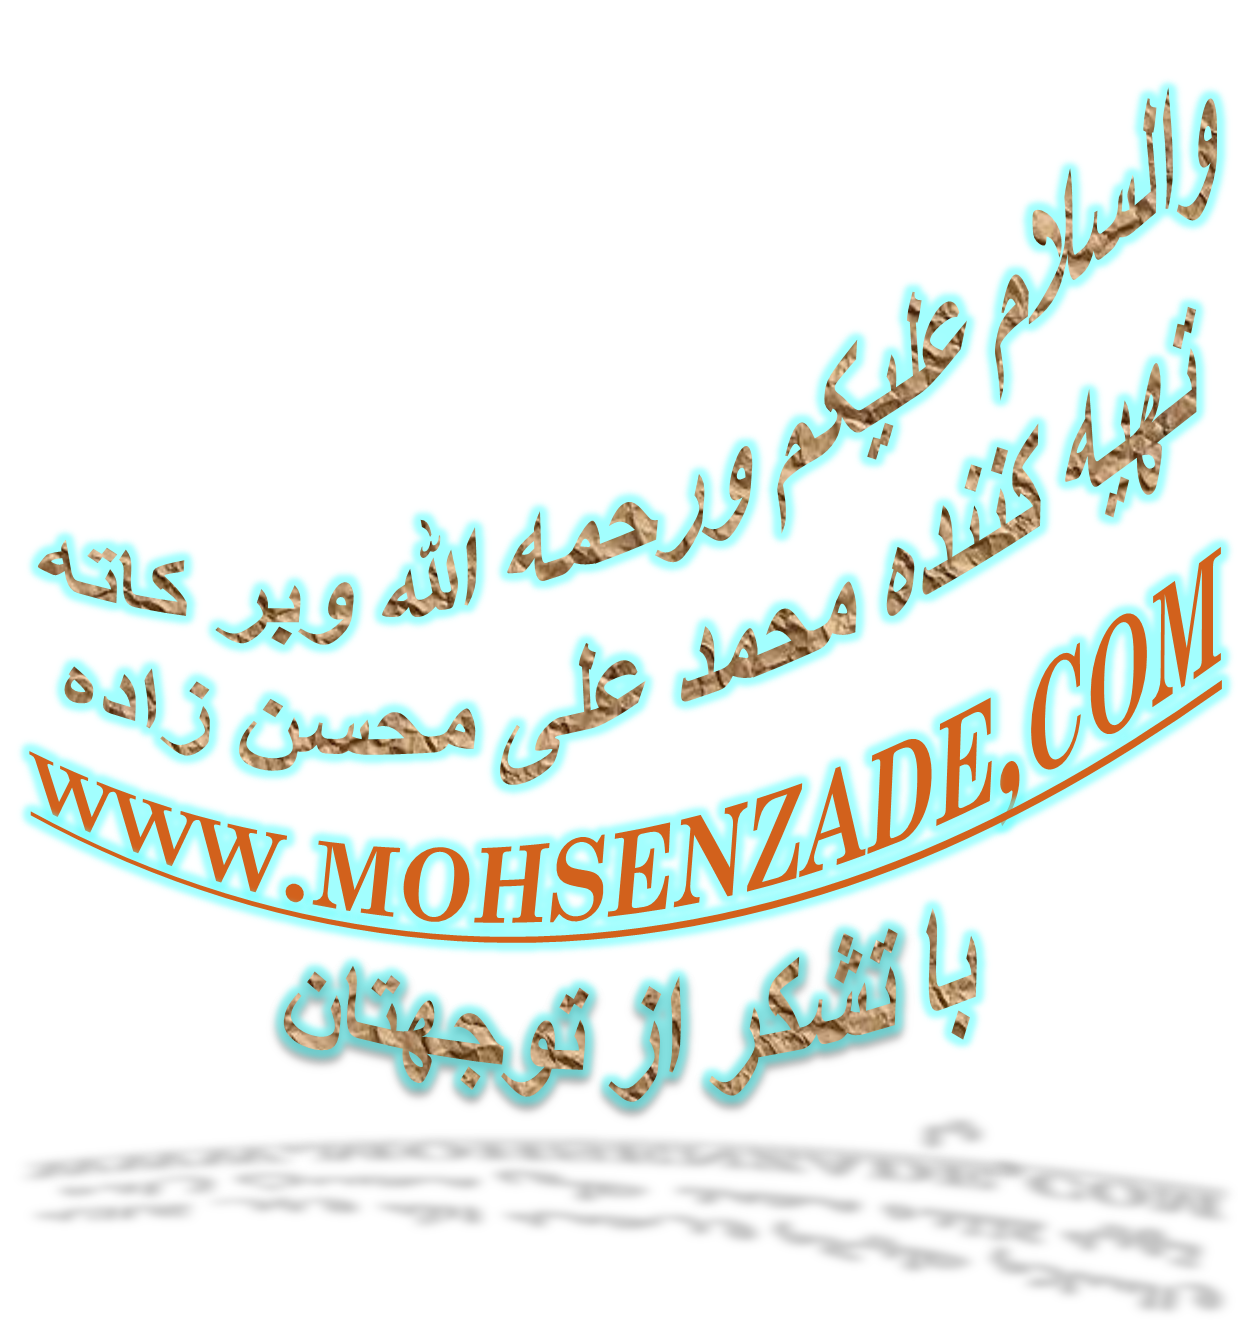 والسلام علیکم ورحمه الله وبر کاته
تهیه کننده محمد علی محسن زاده
WWW.MOHSENZADE,COM
با تشکر از توجهتان